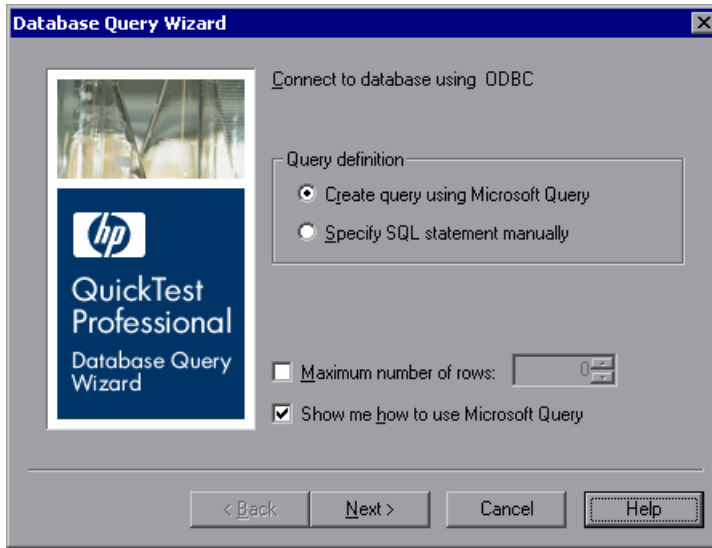 Database Query Wizard
Connect to database using ODBC
Query definition
Create query using Microsoft Query
Specify SQL statement manually
hp
QuickTest
Professional
Database Query
Wizard
Maximum number of rows: 0
Show me how to use Microsoft Query
< Back
Next >
Cancel
Help